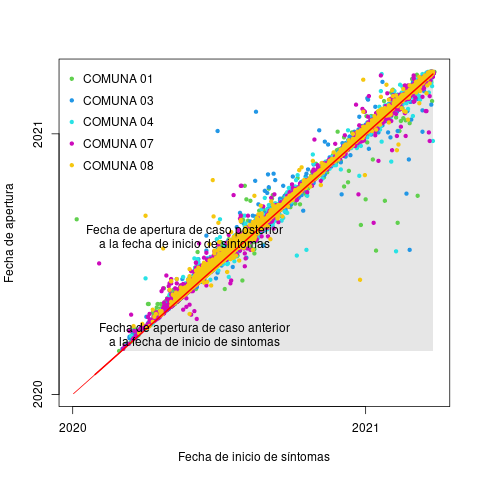 COMUNA 01
COMUNA 03
COMUNA 04
COMUNA 07
COMUNA 08
Fecha de apertura de caso posterior
a la fecha de inicio de síntomas
Fecha de apertura de caso anterior
a la fecha de inicio de síntomas
Fecha de apertura
2021
2020
2020
2021
Fecha de inicio de síntomas